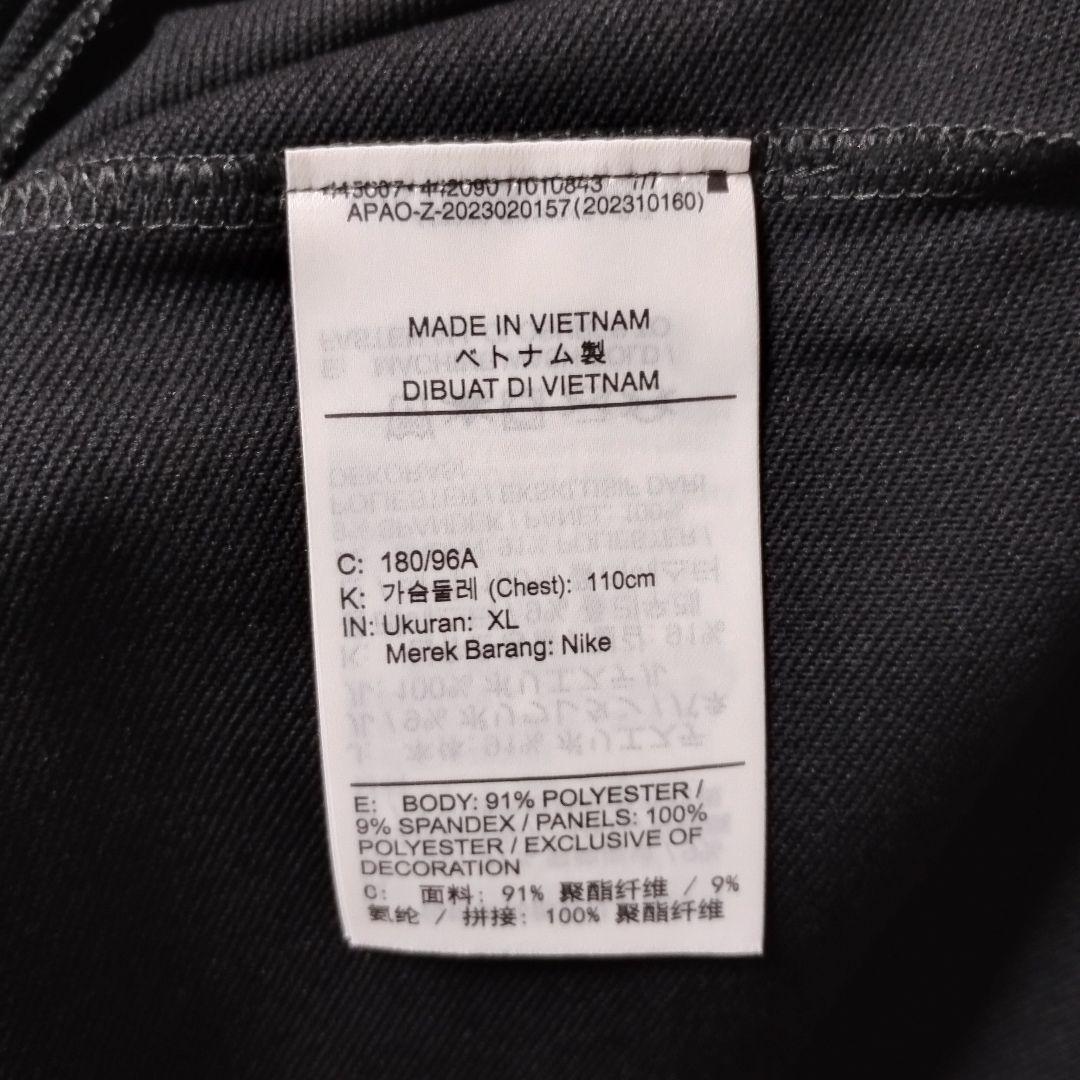 APAO-Z-2023020157(202310160)
MADE IN VIETNAM
ベトナム製
DIBUAT DI VIETNAM
C: 180/96A
K: 가슴둘레 (Chest): 110cm
IN: Ukuran: XL
Merek Barang: Nike
E: BODY: 91% POLYESTER /
9% SPANDEX / PANELS: 100%
POLYESTER / EXCLUSIVE OF
DECORATION
C: 面料: 91% 聚酯纤维 / 9%
氨纶 / 拼接: 100% 聚酯纤维